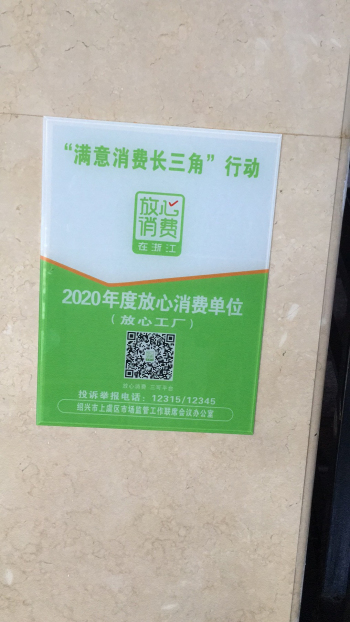 “满意消费长三角”行动
放心
消费
在浙江
2020年度放心消费单位
（放心工厂）
投诉举报电话：12315/12345
绍兴市上虞区市场监管工作联席会议办公室